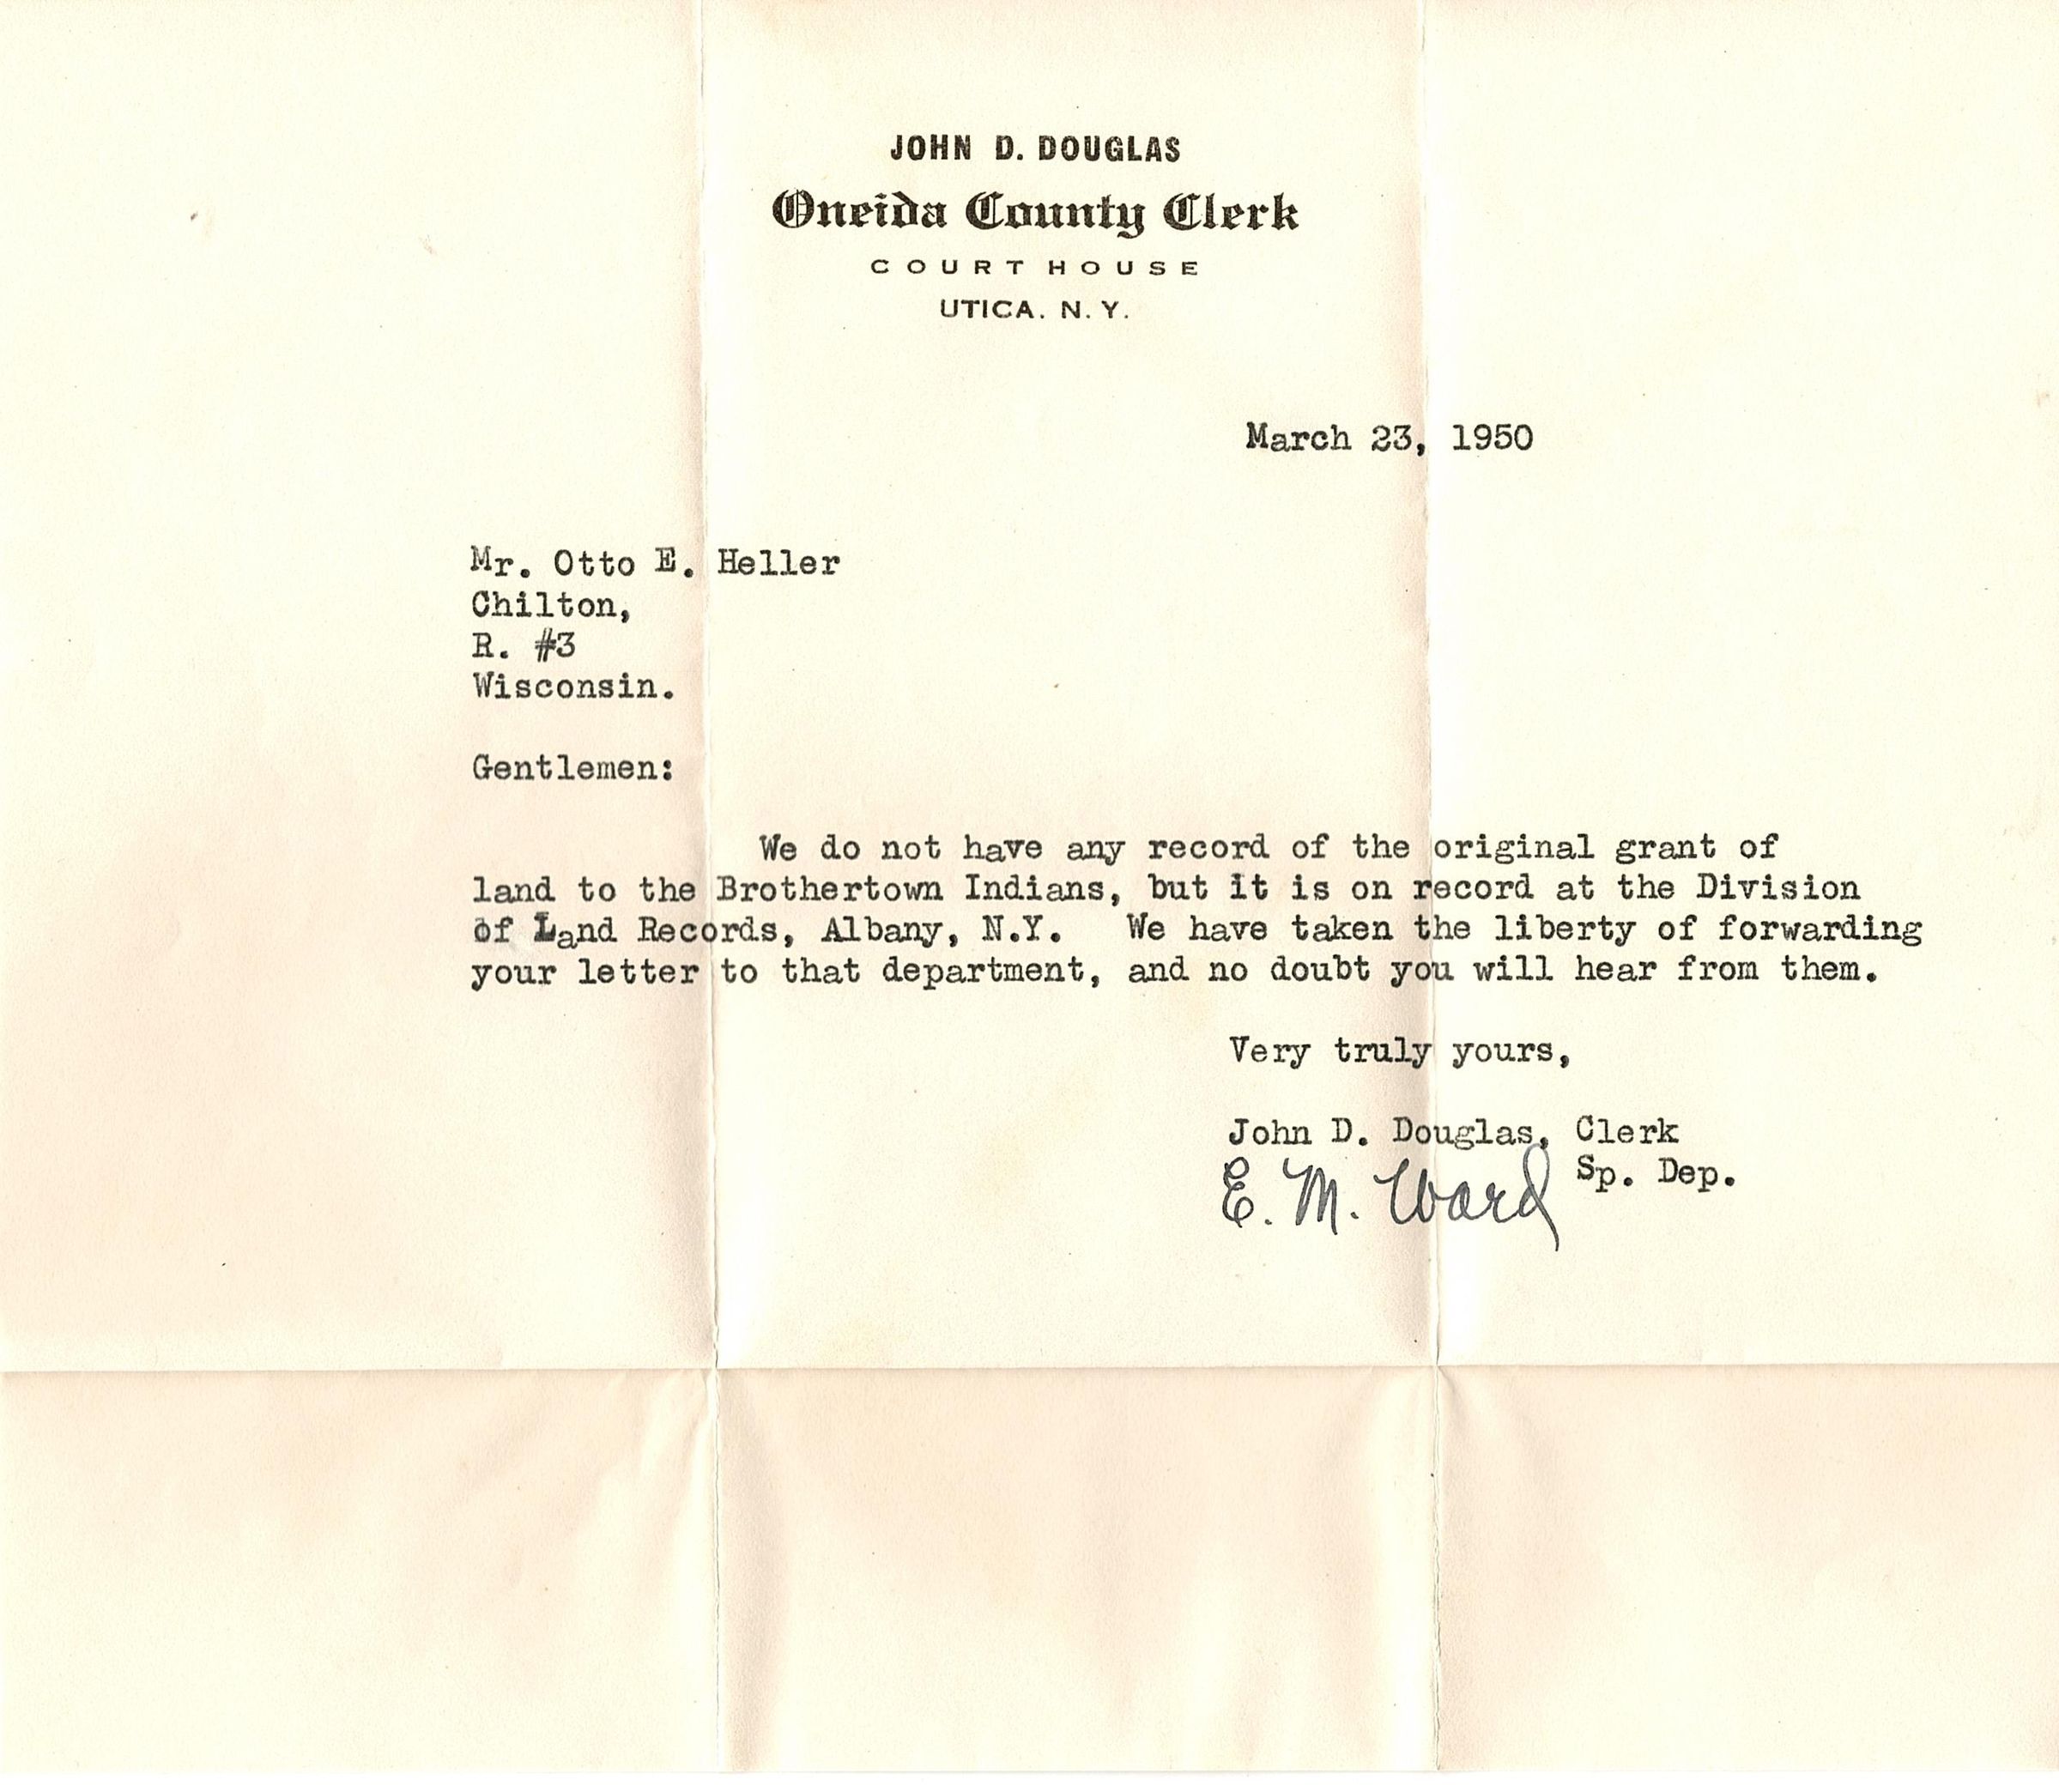 JOHN D. DOUGLAS
Oneida County Clerk
COURT HOUSE
UTICA. N. Y.
March 23, 1950
Mr. Otto E. Heller
Chilton,
R. #3
Wisconsin.
Gentlemen:
We do not have any record of the original grant of
land to the Brothertown Indians, but it is on record at the Division
of Land Records, Albany, N.Y. We have taken the liberty of forwarding
your letter to that department, and no doubt you will hear from them.
Very truly yours,
John D. Douglas, Clerk
E. M. Ward Sp. Dep.